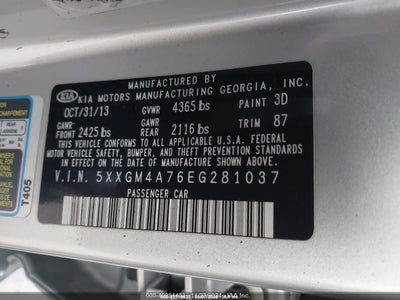 MANUFACTURED BY
KIA KIA MOTORS MANUFACTURING GEORGIA, INC.
OCT/31/13 GVWR 4365 lbs PAINT 3D
GAWR FRONT 2425 lbs GAWR REAR 2116 lbs TRIM 87
THIS VEHICLE CONFORMS TO ALL APPLICABLE
FEDERAL MOTOR VEHICLE SAFETY, BUMPER, AND
THEFT PREVENTION STANDARDS IN EFFECT ON
THE DATE OF MANUFACTURE SHOWN ABOVE.
V.I.N. 5XXGM4A76EG281037
PASSENGER CAR
T405